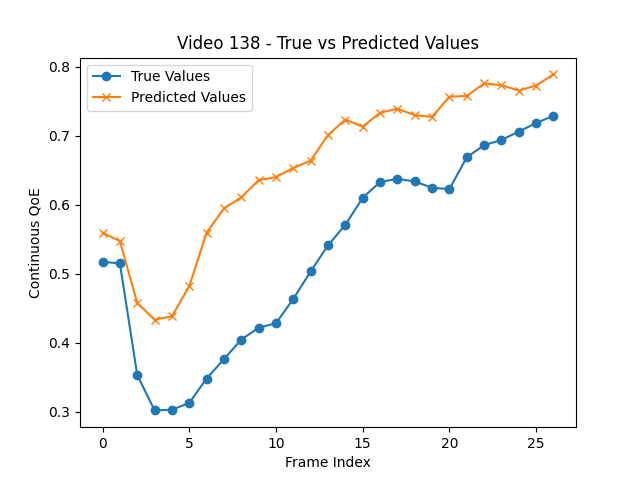 Video 138 - True vs Predicted Values
True Values
Predicted Values
0.8
0.7
0.6
0.5
0.4
0.3
Continuous QoE
0 5 10 15 20 25
Frame Index